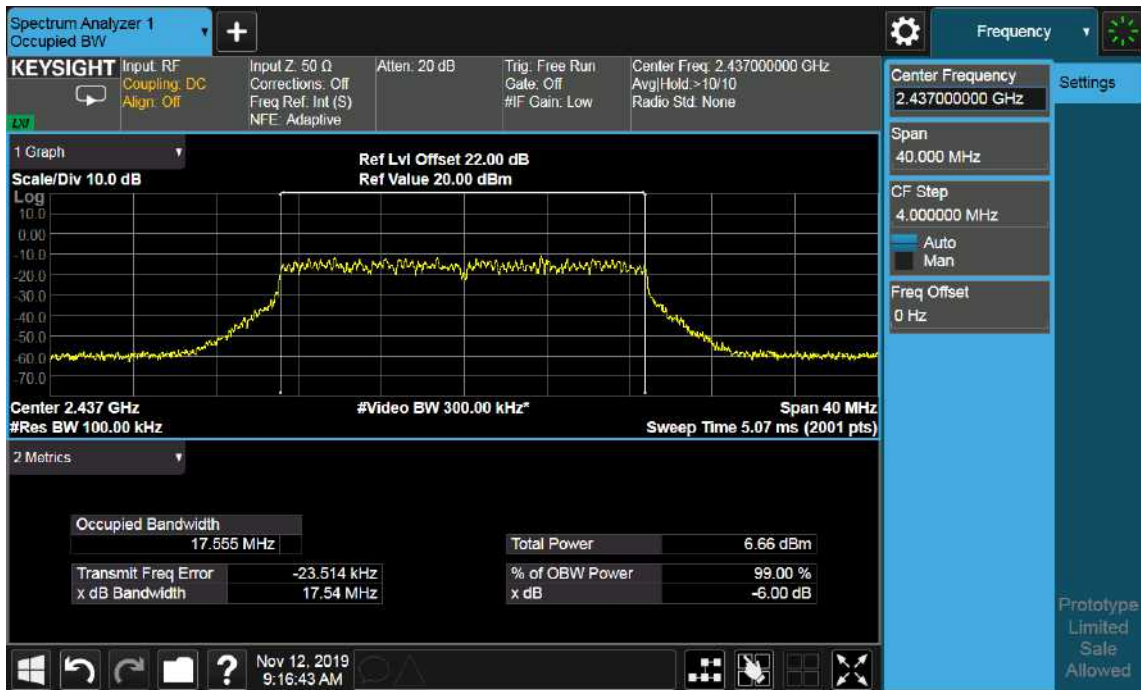 Spectrum Analyzer 1
Occupied BW
+
Frequency
KEYSIGHT
Input: RF
Coupling: DC
Align: Off
Input Z: 50 Ω
Corrections: Off
Freq Ref: Int (S)
NFE: Adaptive
Atten: 20 dB
Trig: Free Run
Gate: Off
#IF Gain: Low
Center Freq: 2.437000000 GHz
Avg|Hold:>10/10
Radio Std: None
LXI
Center Frequency
2.437000000 GHz
Settings
Span
40.000 MHz
CF Step
4.000000 MHz
Auto
Man
Freq Offset
0 Hz
1 Graph
Scale/Div 10.0 dB
Ref Lvl Offset 22.00 dB
Ref Value 20.00 dBm
Log
10.0
0.00
-10.0
-20.0
-30.0
-40.0
-50.0
-60.0
-70.0
Center 2.437 GHz
#Video BW 300.00 kHz*
Span 40 MHz
#Res BW 100.00 kHz
Sweep Time 5.07 ms (2001 pts)
2 Metrics
Occupied Bandwidth
17.555 MHz
Total Power 6.66 dBm
Transmit Freq Error -23.514 kHz
% of OBW Power 99.00 %
x dB Bandwidth 17.54 MHz
x dB -6.00 dB
Prototype
Limited
Sale
Allowed
?
Nov 12, 2019
9:16:43 AM